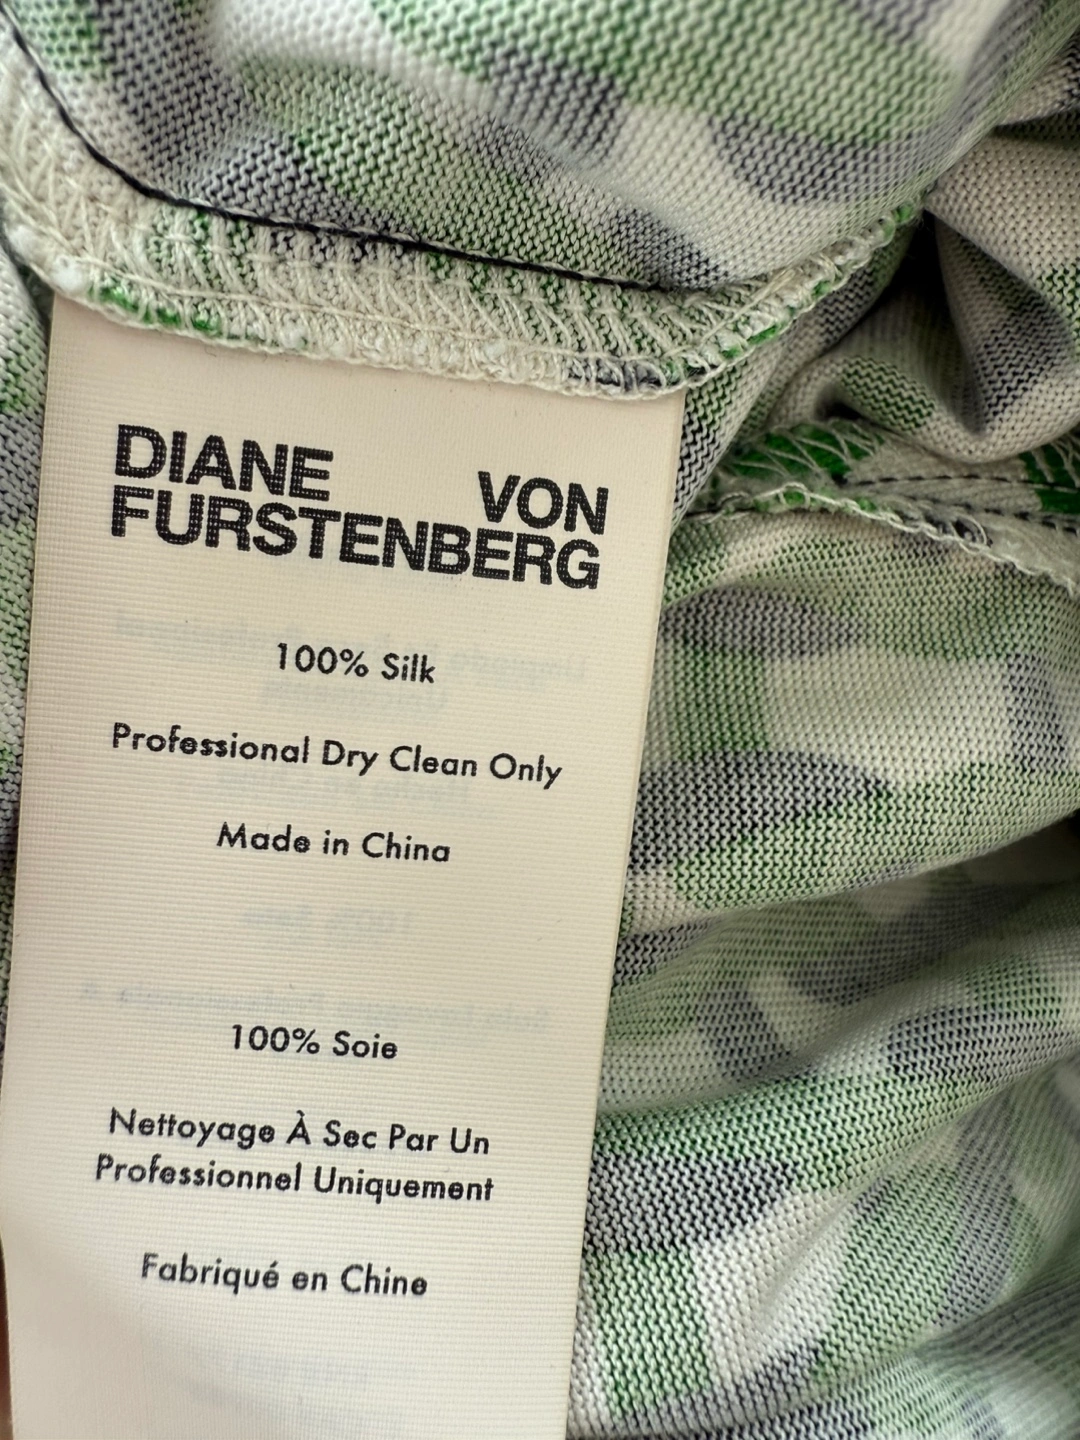 DIANE VON
FURSTENBERG
100% Silk
Professional Dry Clean Only
Made in China
100% Soie
Nettoyage À Sec Par Un
Professionnel Uniquement
Fabriqué en Chine